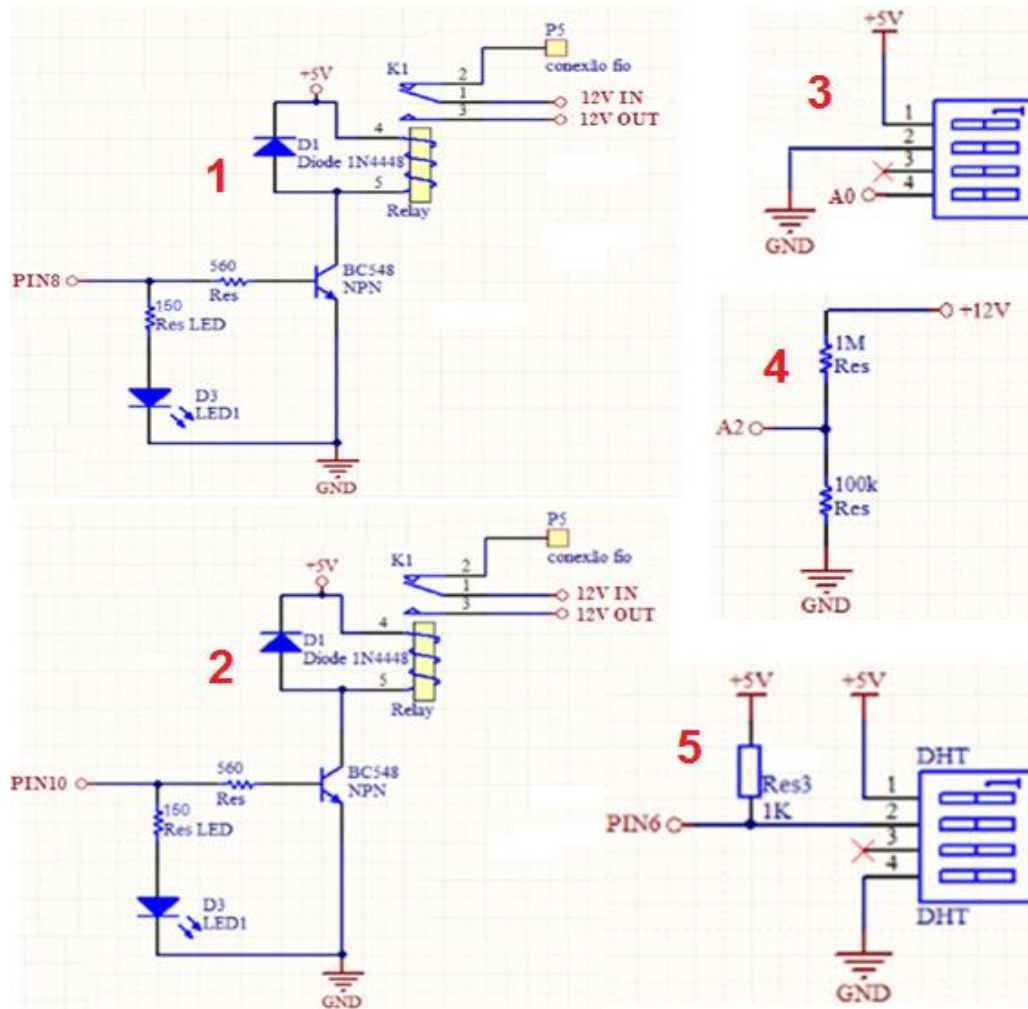 P5
conexão fio
K1
2
1
3
12V IN
12V OUT
+5V
4
D1
Diode 1N4448
1
5
Relay
PIN8
560
Res
BC548
NPN
150
Res LED
D3
LED1
GND
P5
conexão fio
K1
2
1
3
12V IN
12V OUT
+5V
4
D1
Diode 1N4448
2
5
Relay
PIN10
560
Res
BC548
NPN
150
Res LED
D3
LED1
GND
+5V
3
1
2
3
4
1
A0
GND
+12V
4
1M
Res
A2
100k
Res
GND
+5V
+5V
5
DHT
Res3
1K
PIN6
1
2
3
4
1
DHT
GND